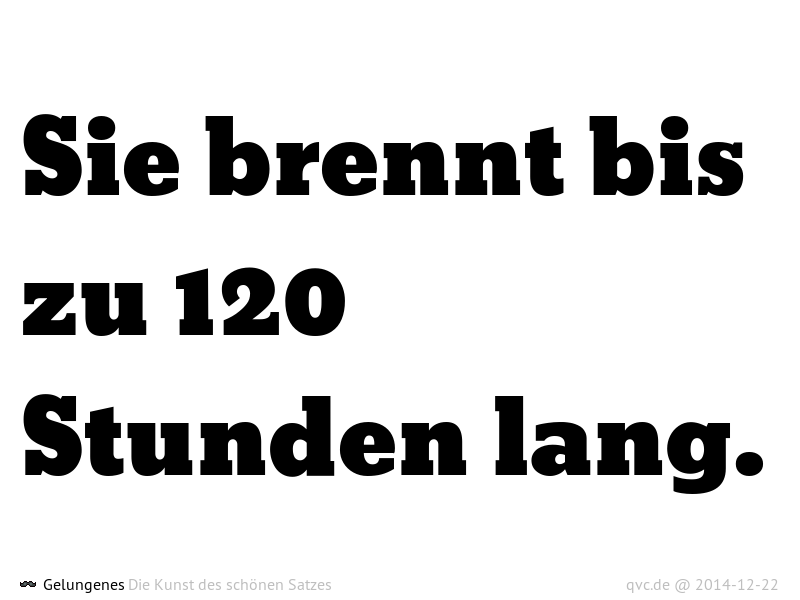 Sie brennt bis
zu 120
Stunden lang.
Gelungenes Die Kunst des schönen Satzes
qvc.de @ 2014-12-22